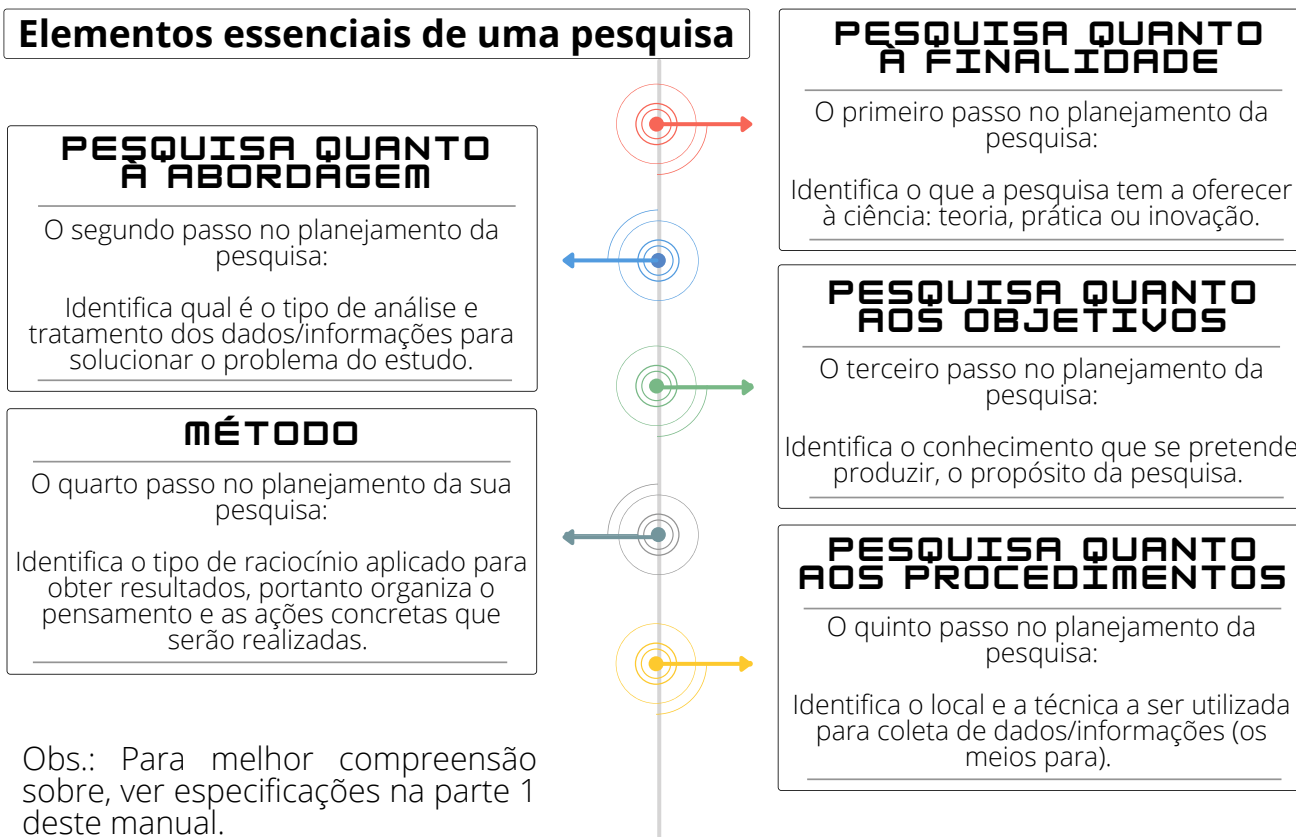 Elementos essenciais de uma pesquisa
PESQUISA QUANTO
À FINALIDADE
O primeiro passo no planejamento da
pesquisa:
Identifica o que a pesquisa tem a oferecer
à ciência: teoria, prática ou inovação.
PESQUISA QUANTO
À ABORDAGEM
O segundo passo no planejamento da
pesquisa:
Identifica qual é o tipo de análise e
tratamento dos dados/informações para
solucionar o problema do estudo.
PESQUISA QUANTO
AOS OBJETIVOS
O terceiro passo no planejamento da
pesquisa:
Identifica o conhecimento que se pretende
produzir, o propósito da pesquisa.
MÉTODO
O quarto passo no planejamento da sua
pesquisa:
Identifica o tipo de raciocínio aplicado para
obter resultados, portanto organiza o
pensamento e as ações concretas que
serão realizadas.
PESQUISA QUANTO
AOS PROCEDIMENTOS
O quinto passo no planejamento da
pesquisa:
Identifica o local e a técnica a ser utilizada
para coleta de dados/informações (os
meios para).
Obs.: Para melhor compreensão
sobre, ver especificações na parte 1
deste manual.